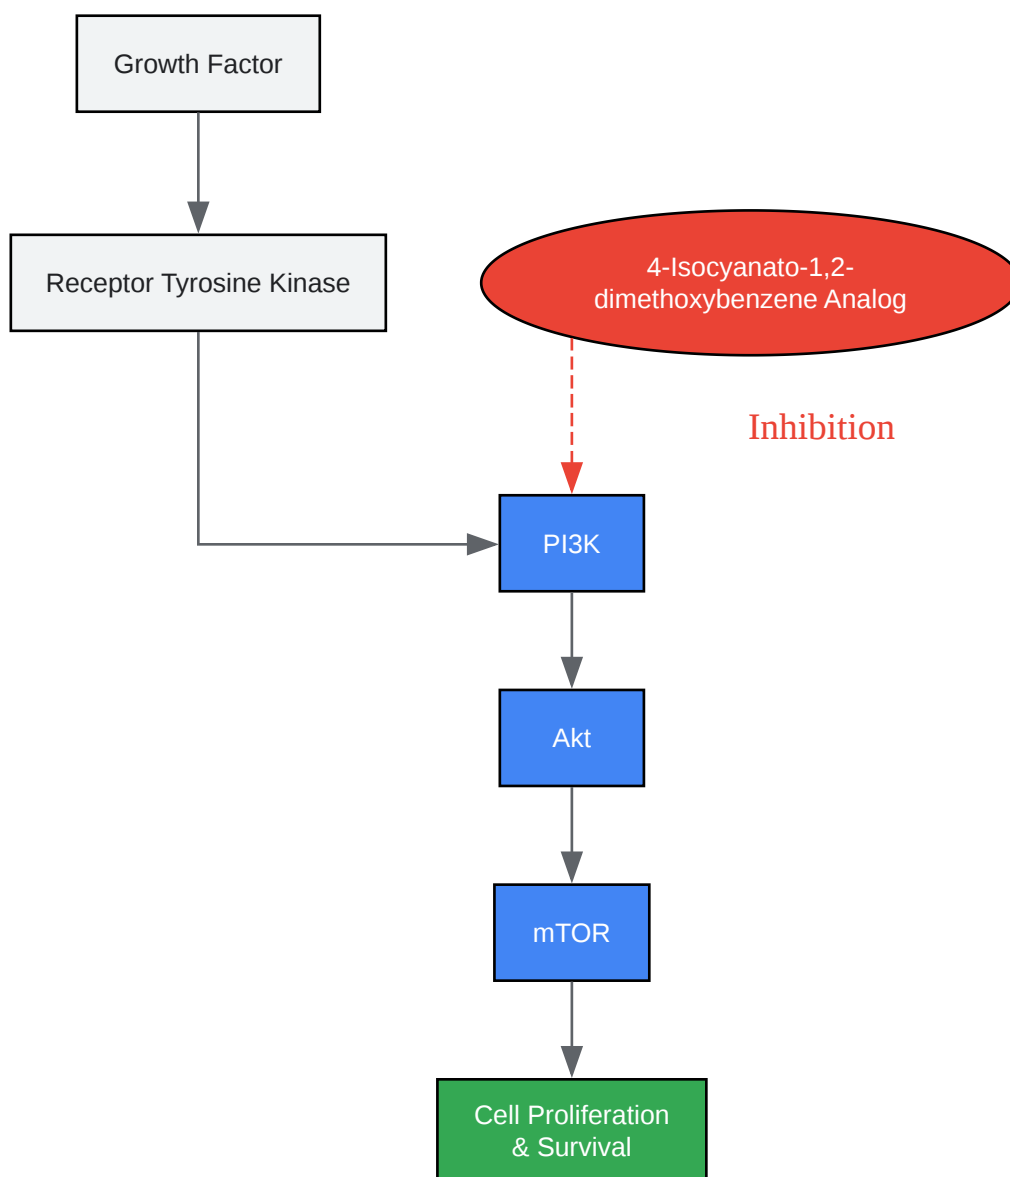 Growth Factor
Receptor Tyrosine Kinase
4-Isocyanato-1,2-
dimethoxybenzene Analog
Inhibition
PI3K
Akt
mTOR
Cell Proliferation
& Survival